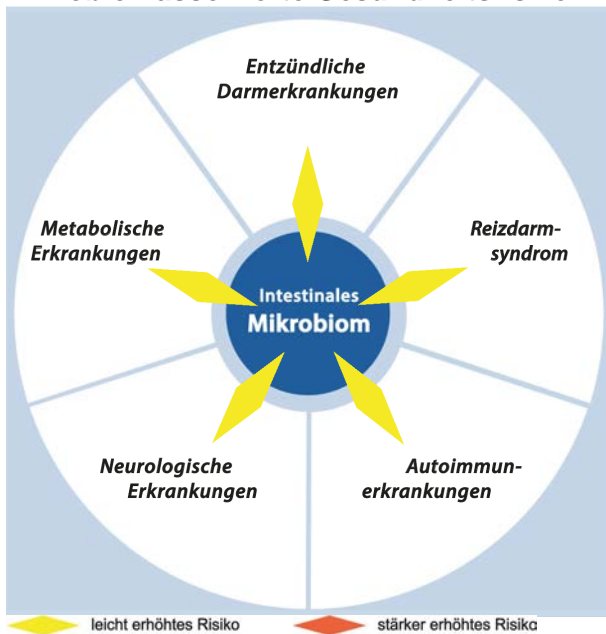 Entzündliche
Darmerkrankungen
Metabolische
Erkrankungen
Reizdarm-
syndrom
Intestinales
Mikrobiom
Neurologische
Erkrankungen
Autoimmun-
erkrankungen
leicht erhöhtes Risiko
stärker erhöhtes Risiko